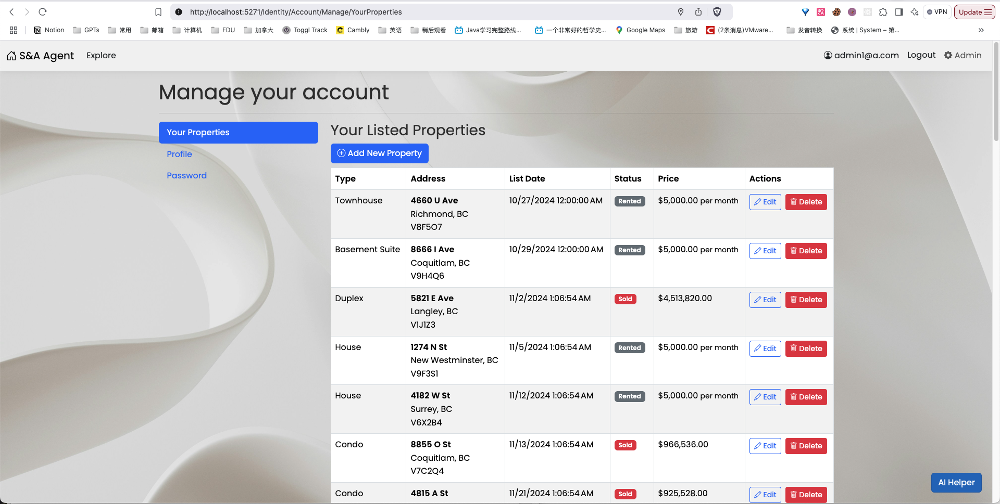 http://localhost:5271/Identity/Account/Manage/YourProperties
VPN
Update
Notion
GPTs
常用
邮箱
计算机
FDU
加拿大
Toggl Track
Cambly
英语
稍后观看
Java学习完整路线...
一个非常好的哲学史...
Google Maps
旅游
(2条消息)VMware...
发音转换
系统 | System – 第...
S&A Agent
Explore
admin1@a.com
Logout
Admin
Manage your account
Your Properties
Profile
Password
Your Listed Properties
Add New Property
Type Address List Date Status Price Actions
Townhouse 4660 U Ave 10/27/2024 12:00:00 AM Rented $5,000.00 per month Edit Delete
Richmond, BC
V8F5O7
Basement Suite 8666 I Ave 10/29/2024 12:00:00 AM Rented $5,000.00 per month Edit Delete
Coquitlam, BC
V9H4Q6
Duplex 5821 E Ave 11/2/2024 1:06:54 AM Sold $4,513,820.00 Edit Delete
Langley, BC
V1J1Z3
House 1274 N St 11/5/2024 1:06:54 AM Rented $5,000.00 per month Edit Delete
New Westminster, BC
V9F3S1
House 4182 W St 11/12/2024 1:06:54 AM Rented $5,000.00 per month Edit Delete
Surrey, BC
V6X2B4
Condo 8855 O St 11/13/2024 1:06:54 AM Sold $966,536.00 Edit Delete
Coquitlam, BC
V7C2Q4
Condo 4815 A St 11/21/2024 1:06:54 AM Sold $925,528.00 Edit Delete
AI Helper